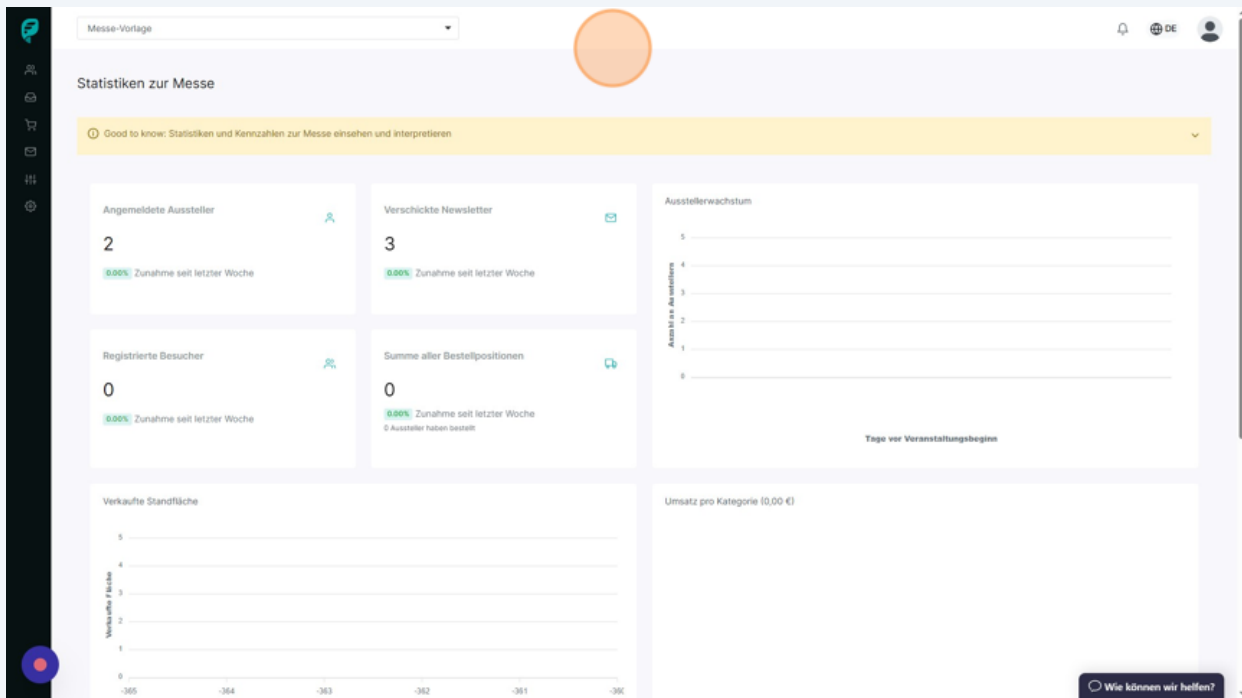 Messe-Vorlage
DE
Statistiken zur Messe
Good to know: Statistiken und Kennzahlen zur Messe einsehen und interpretieren
Angemeldete Aussteller
2
0.00% Zunahme seit letzter Woche
Verschickte Newsletter
3
0.00% Zunahme seit letzter Woche
Ausstellerwachstum
5
4
3
2
1
0
Anzahl an Ausstellern
Tage vor Veranstaltungsbeginn
Registrierte Besucher
0
0.00% Zunahme seit letzter Woche
Summe aller Bestellpositionen
0
0.00% Zunahme seit letzter Woche
0 Aussteller haben bestellt
Verkaufte Standfläche
5
4
3
2
1
0
Verkaufte Fläche
-365 -364 -363 -362 -361 -360
Umsatz pro Kategorie (0,00 €)
Wie können wir helfen?